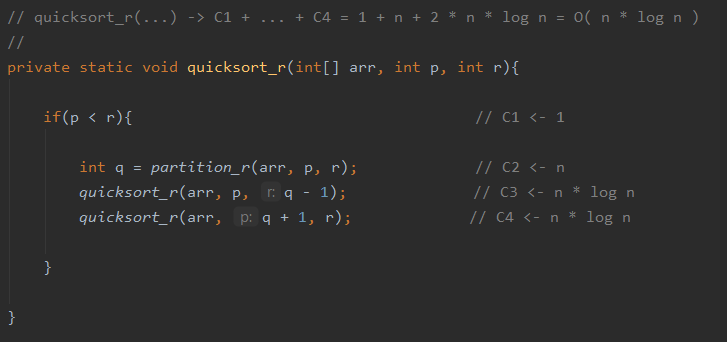 // quicksort_r(...) -> C1 + ... + C4 = 1 + n + 2 * n * log n = O( n * log n )
//
private static void quicksort_r(int[] arr, int p, int r){
if(p < r){ // C1 <- 1
int q = partition_r(arr, p, r); // C2 <- n
quicksort_r(arr, p, r: q - 1); // C3 <- n * log n
quicksort_r(arr, p: q + 1, r); // C4 <- n * log n
}
}